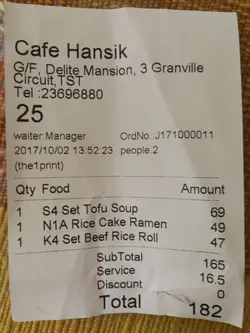 Cafe Hansik
G/F, Delite Mansion, 3 Granville
Circuit,TST
Tel :23696880
25
waiter:Manager OrdNo.:J171000011
2017/10/02 13:52:23 people:2
(the1print)
Qty Food Amount
1 S4 Set Tofu Soup 69
1 N1A Rice Cake Ramen 49
1 K4 Set Beef Rice Roll 47
SubTotal 165
Service 16.5
Discount 0
Total 182